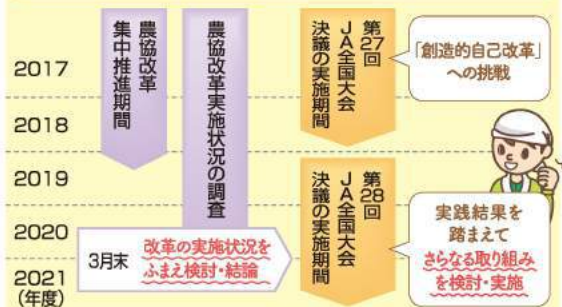 2017
2018
2019
2020
2021
(年度)
農協改革
集中推進期間
農協改革実施状況の調査
3月末
改革の実施状況を
ふまえ検討・結論
第27回
JA全国大会
決議の実施期間
「創造的自己改革」
への挑戦
第28回
JA全国大会
決議の実施期間
実践結果を
踏まえて
さらなる取り組み
を検討・実施